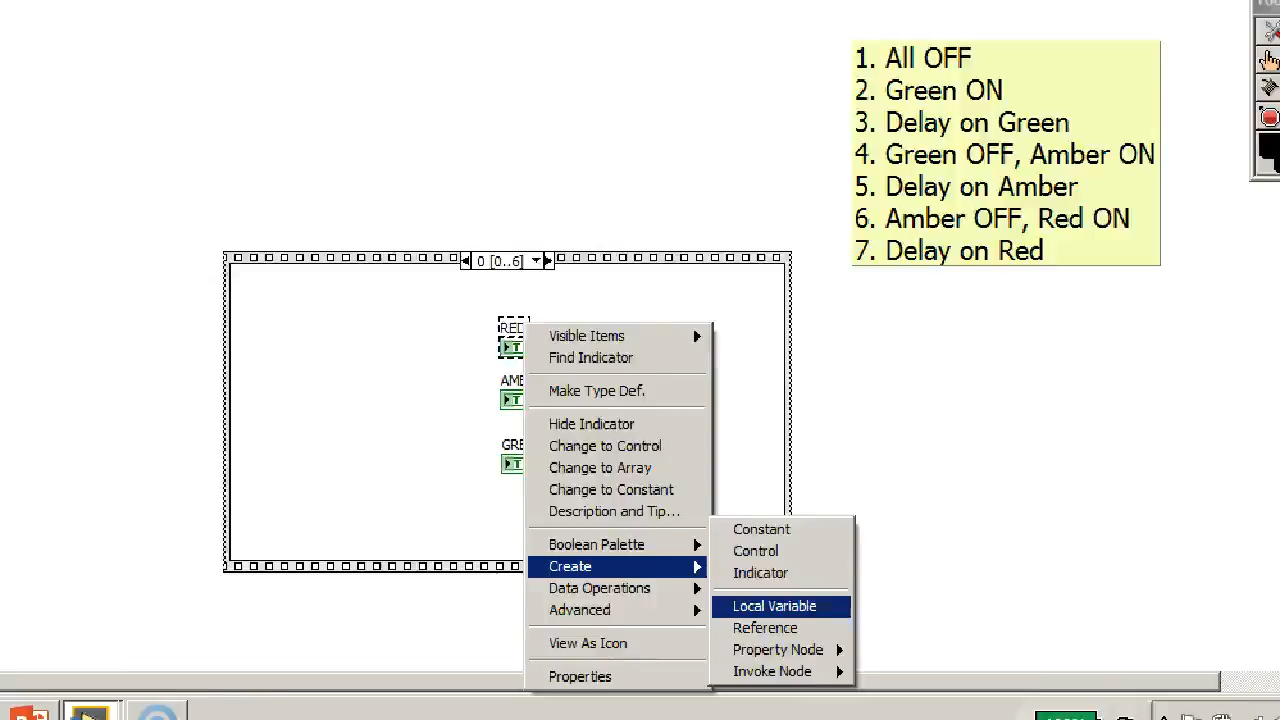 1. All OFF
2. Green ON
3. Delay on Green
4. Green OFF, Amber ON
5. Delay on Amber
6. Amber OFF, Red ON
7. Delay on Red
0 [0..6]
RED
AME
GRE
Visible Items
Find Indicator
Make Type Def.
Hide Indicator
Change to Control
Change to Array
Change to Constant
Description and Tip...
Boolean Palette
Create
Data Operations
Advanced
View As Icon
Properties
Constant
Control
Indicator
Local Variable
Reference
Property Node
Invoke Node